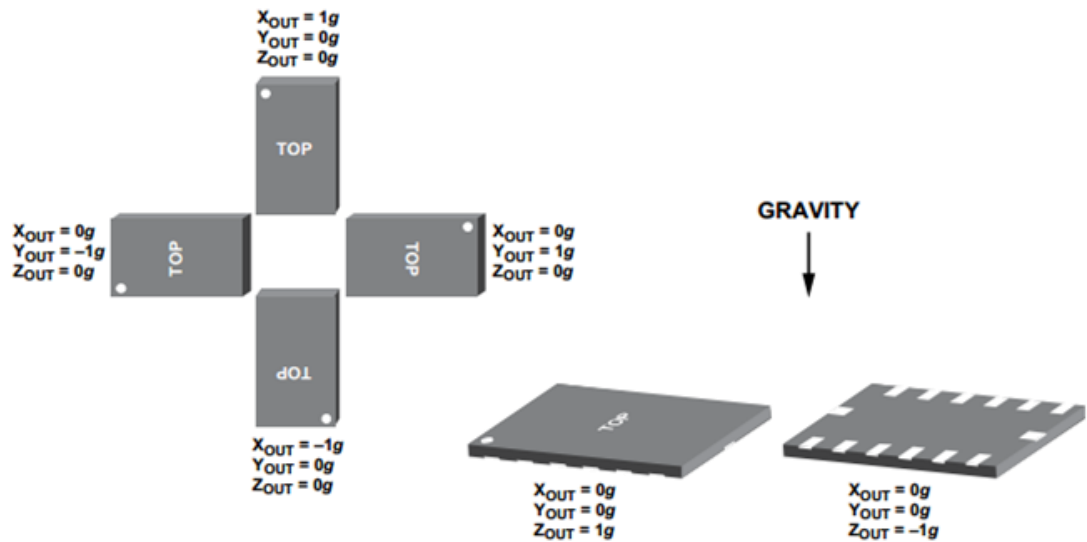 XOUT = 1g
YOUT = 0g
ZOUT = 0g
TOP
XOUT = 0g
YOUT = –1g
ZOUT = 0g
TOP
TOP
XOUT = 0g
YOUT = 1g
ZOUT = 0g
GRAVITY
TOP
XOUT = –1g
YOUT = 0g
ZOUT = 0g
TOP
XOUT = 0g
YOUT = 0g
ZOUT = 1g
XOUT = 0g
YOUT = 0g
ZOUT = –1g